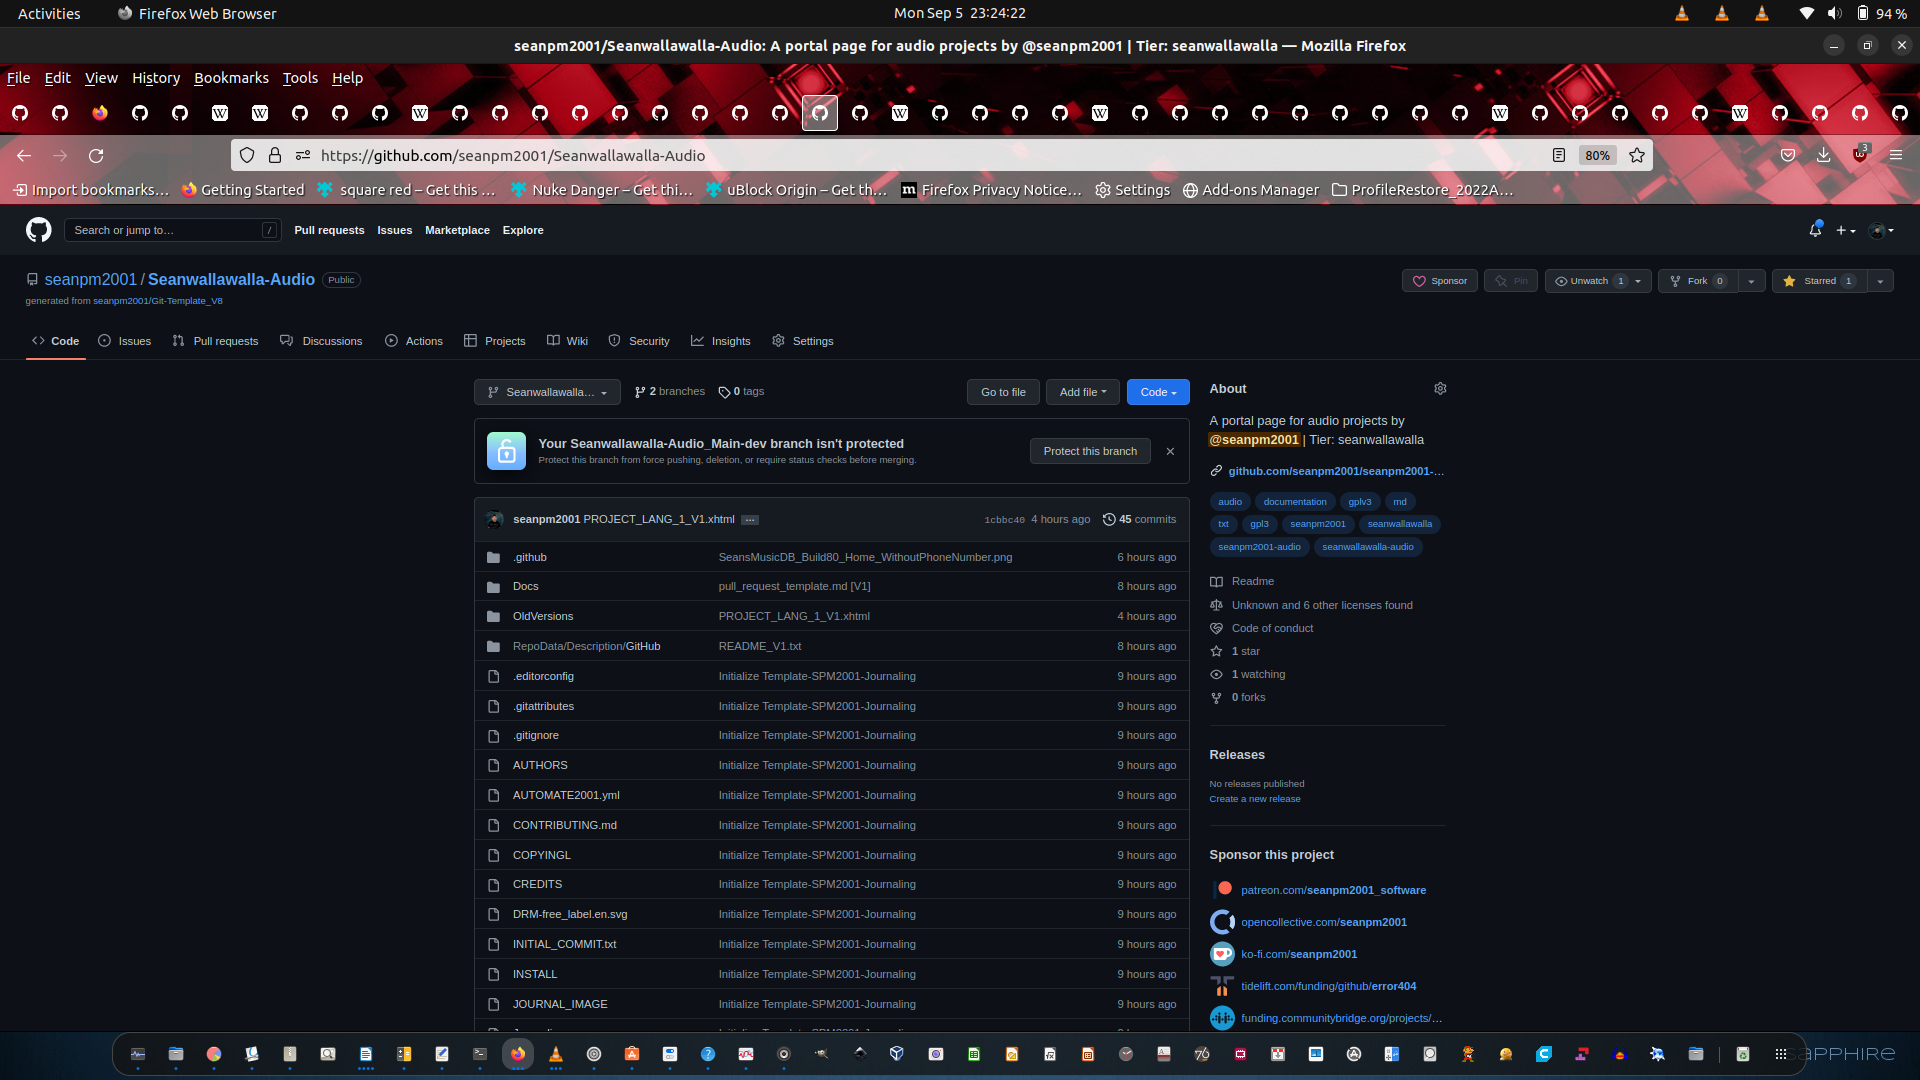 Activities Firefox Web Browser Mon Sep 5 23:24:22 94 %
seanpm2001/Seanwallawalla-Audio: A portal page for audio projects by @seanpm2001 | Tier: seanwallawalla — Mozilla Firefox
File Edit View History Bookmarks Tools Help
https://github.com/seanpm2001/Seanwallawalla-Audio 80% 3
Import bookmarks… Getting Started square red – Get this … Nuke Danger – Get thi… uBlock Origin – Get th… Firefox Privacy Notice… Settings Add-ons Manager ProfileRestore_2022A…
Search or jump to… / Pull requests Issues Marketplace Explore
seanpm2001 / Seanwallawalla-Audio Public Sponsor Pin Unwatch 1 Fork 0 Starred 1
generated from seanpm2001/Git-Template_V8
Code Issues Pull requests Discussions Actions Projects Wiki Security Insights Settings
Seanwallawalla… 2 branches 0 tags Go to file Add file Code
Your Seanwallawalla-Audio_Main-dev branch isn't protected
Protect this branch from force pushing, deletion, or require status checks before merging.
Protect this branch
seanpm2001 PROJECT_LANG_1_V1.xhtml … 1cbbc40 4 hours ago 45 commits
.github SeansMusicDB_Build80_Home_WithoutPhoneNumber.png 6 hours ago
Docs pull_request_template.md [V1] 8 hours ago
OldVersions PROJECT_LANG_1_V1.xhtml 4 hours ago
RepoData/Description/GitHub README_V1.txt 8 hours ago
.editorconfig Initialize Template-SPM2001-Journaling 9 hours ago
.gitattributes Initialize Template-SPM2001-Journaling 9 hours ago
.gitignore Initialize Template-SPM2001-Journaling 9 hours ago
AUTHORS Initialize Template-SPM2001-Journaling 9 hours ago
AUTOMATE2001.yml Initialize Template-SPM2001-Journaling 9 hours ago
CONTRIBUTING.md Initialize Template-SPM2001-Journaling 9 hours ago
COPYINGL Initialize Template-SPM2001-Journaling 9 hours ago
CREDITS Initialize Template-SPM2001-Journaling 9 hours ago
DRM-free_label.en.svg Initialize Template-SPM2001-Journaling 9 hours ago
INITIAL_COMMIT.txt Initialize Template-SPM2001-Journaling 9 hours ago
INSTALL Initialize Template-SPM2001-Journaling 9 hours ago
JOURNAL_IMAGE Initialize Template-SPM2001-Journaling 9 hours ago
About
A portal page for audio projects by
@seanpm2001 | Tier: seanwallawalla
github.com/seanpm2001/seanpm2001-…
audio documentation gplv3 md
txt gpl3 seanpm2001 seanwallawalla
seanpm2001-audio seanwallawalla-audio
Readme
Unknown and 6 other licenses found
Code of conduct
1 star
1 watching
0 forks
Releases
No releases published
Create a new release
Sponsor this project
patreon.com/seanpm2001_software
opencollective.com/seanpm2001
ko-fi.com/seanpm2001
tidelift.com/funding/github/error404
funding.communitybridge.org/projects/…
76
sapphire